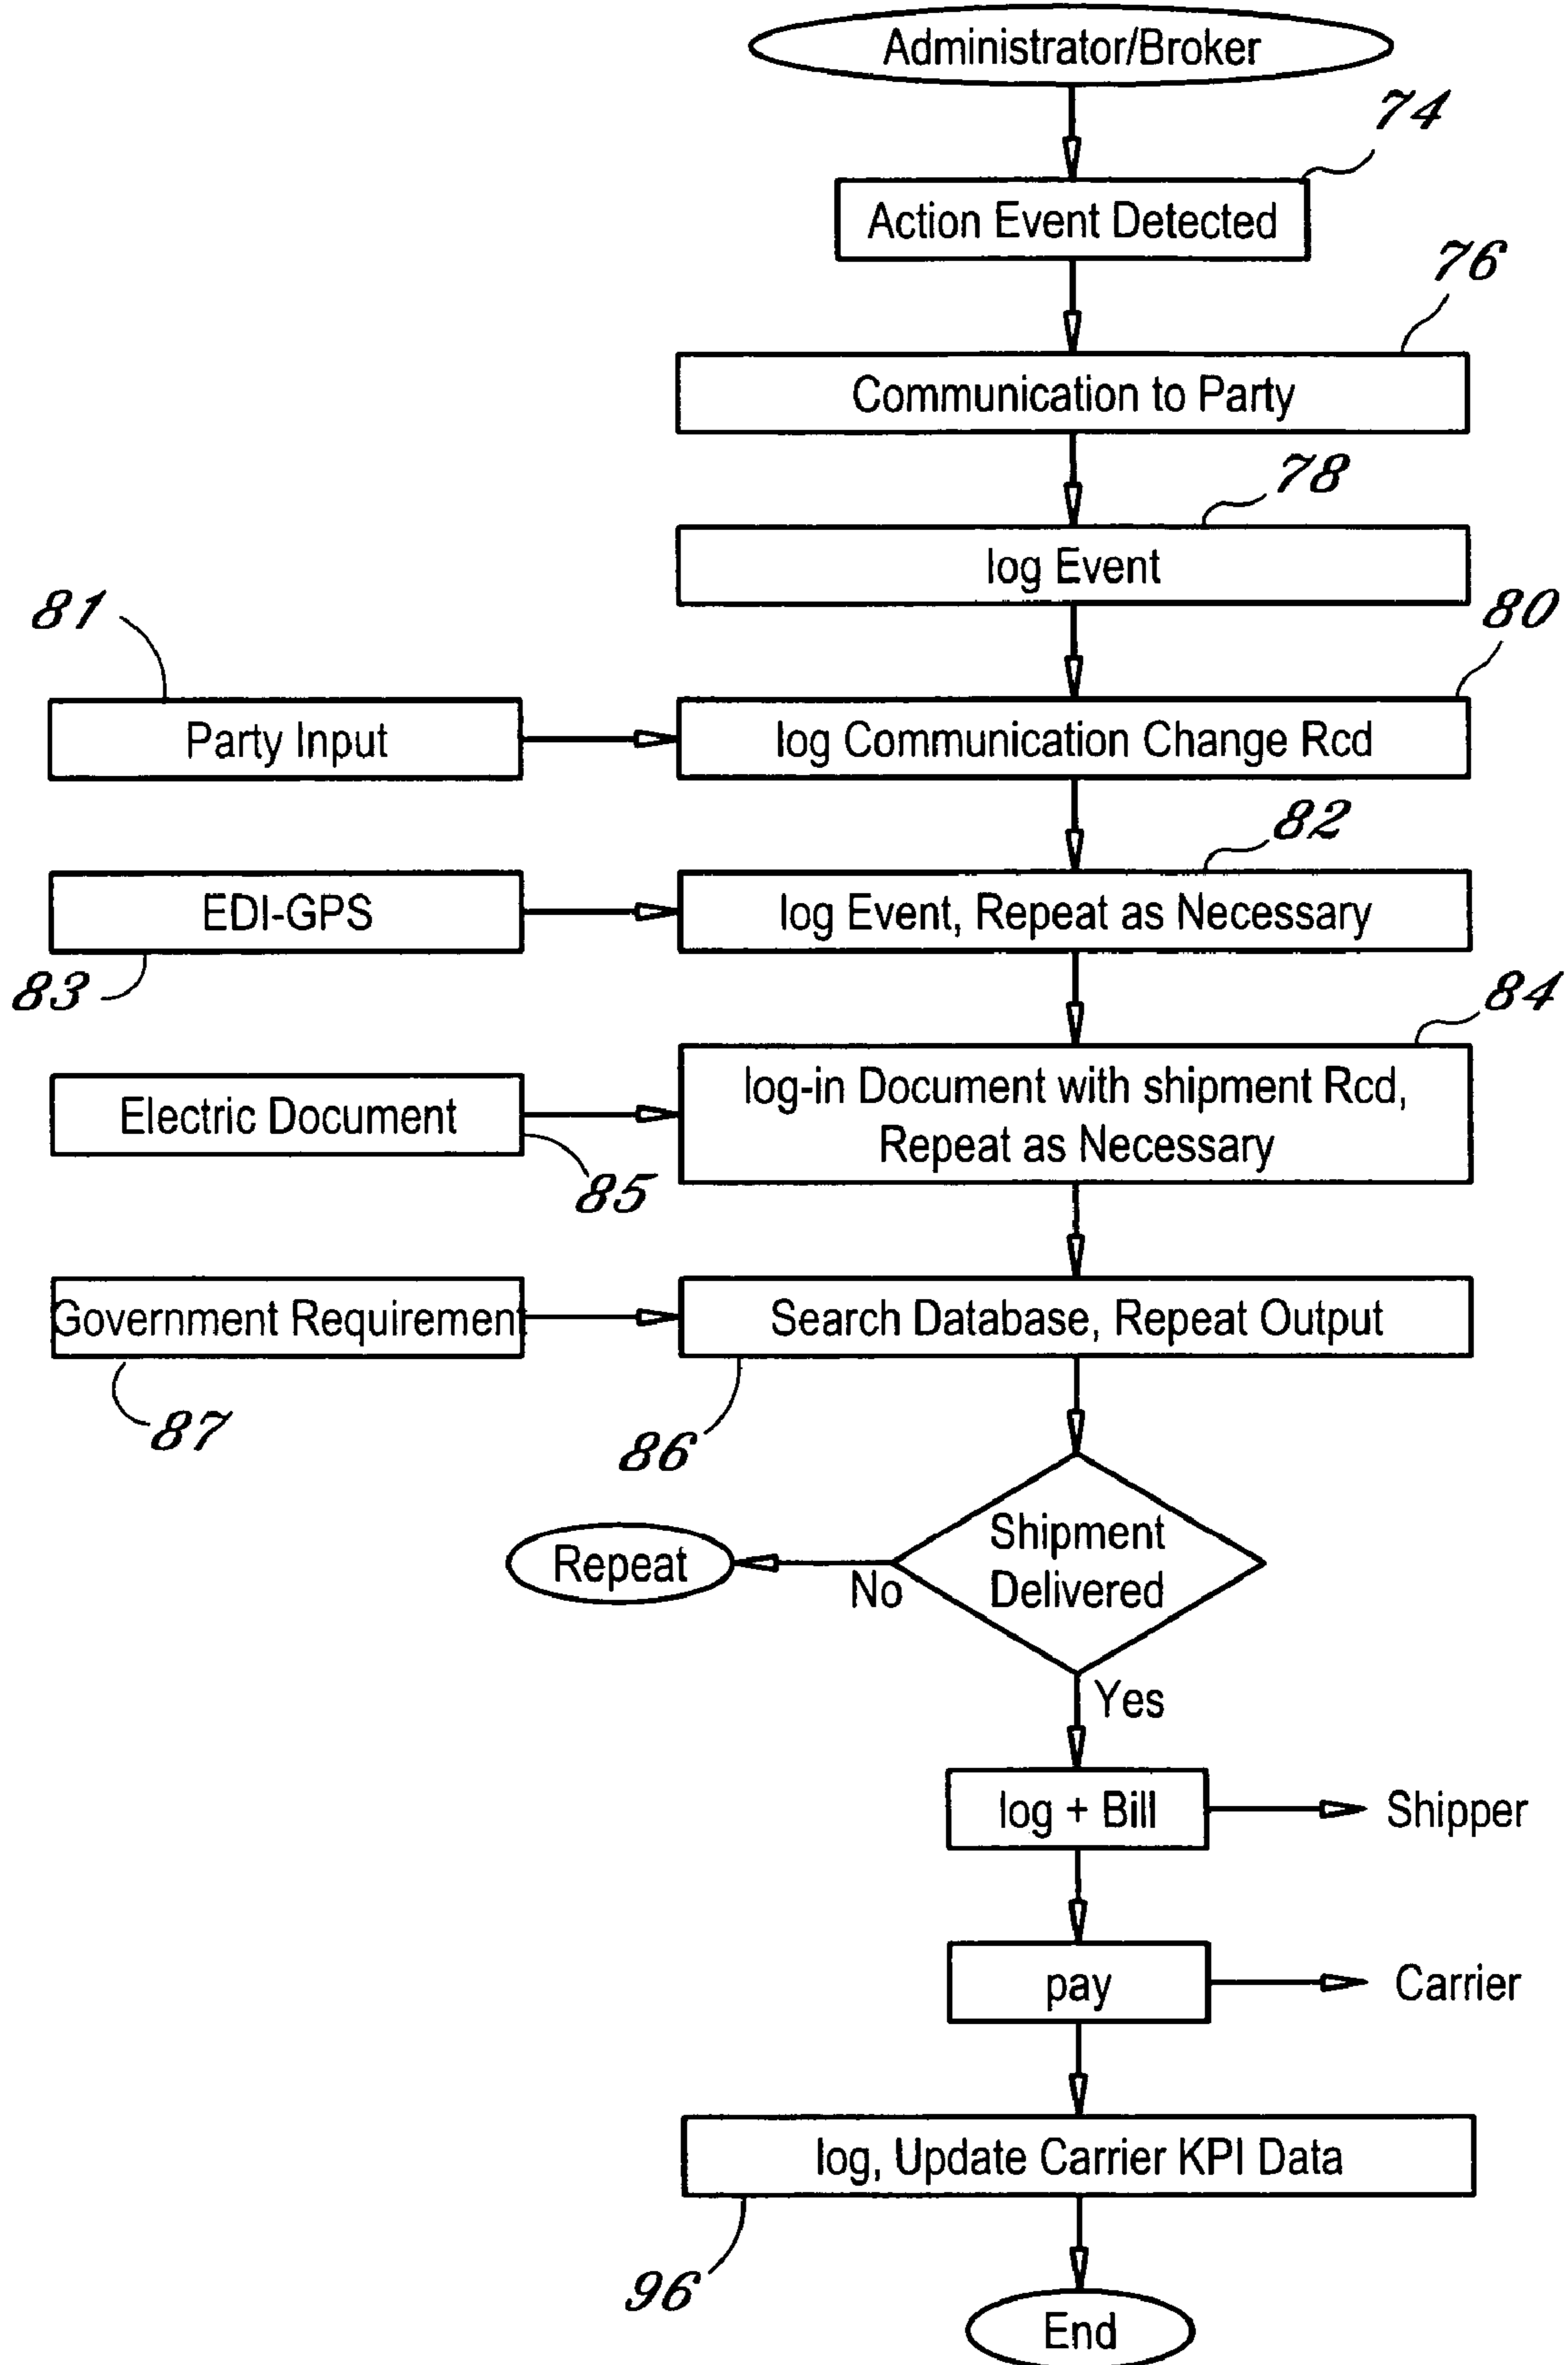 Administrator/Broker
74
Action Event Detected
76
Communication to Party
78
log Event
81
80
Party Input
log Communication Change Rcd
82
EDI-GPS
log Event, Repeat as Necessary
83
84
Electric Document
log-in Document with shipment Rcd,
Repeat as Necessary
85
Government Requirement
Search Database, Repeat Output
87
86
Shipment
Delivered
Repeat
No
Yes
log + Bill
Shipper
pay
Carrier
log, Update Carrier KPI Data
96
End